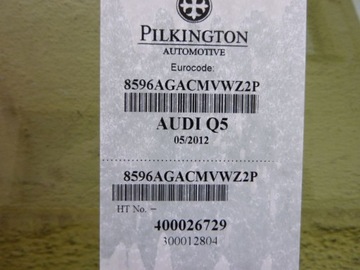 PILKINGTON
AUTOMOTIVE
Eurocode:
8596AGACMVWZ2P
AUDI Q5
05/2012
8596AGACMVWZ2P
HT No. –
400026729
300012804